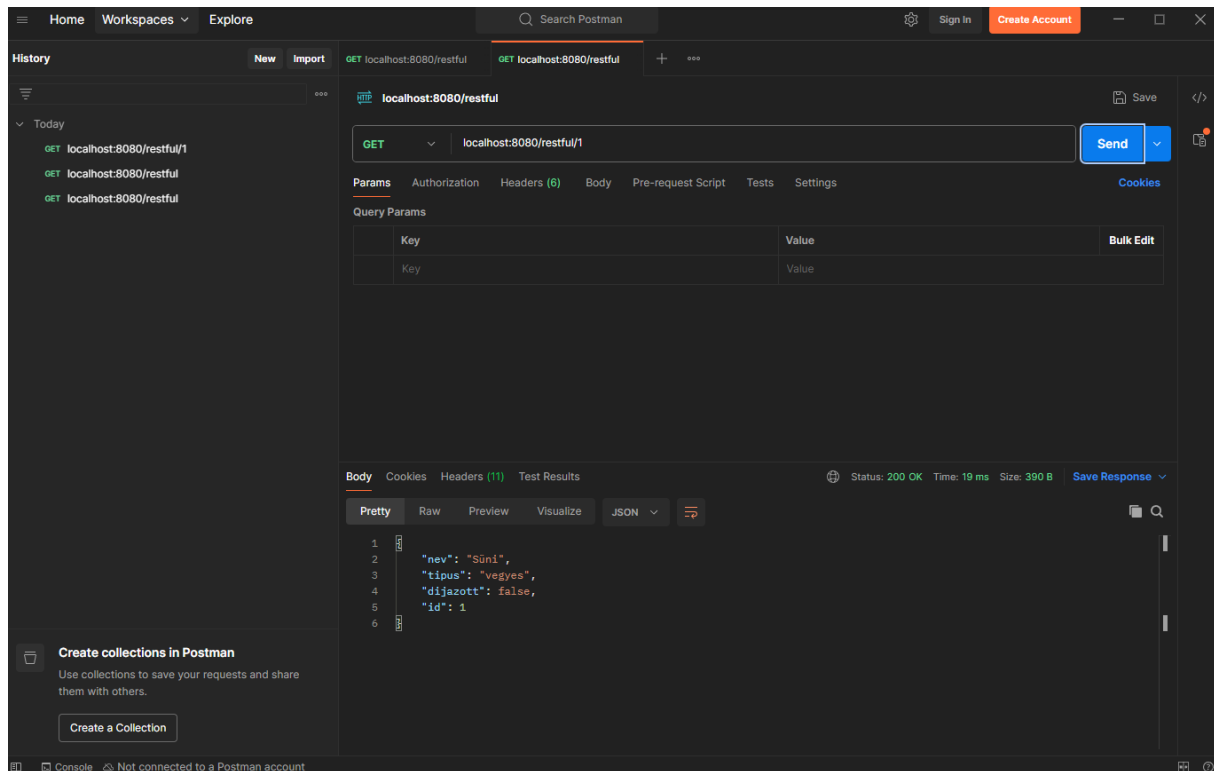 Home Workspaces Explore Search Postman Sign In Create Account
History New Import
GET localhost:8080/restful GET localhost:8080/restful
HTTP localhost:8080/restful Save
Today
GET localhost:8080/restful/1
GET localhost:8080/restful
GET localhost:8080/restful
GET localhost:8080/restful/1 Send
Params Authorization Headers (6) Body Pre-request Script Tests Settings Cookies
Query Params
Key Value Bulk Edit
Key Value
Body Cookies Headers (11) Test Results Status: 200 OK Time: 19 ms Size: 390 B Save Response
Pretty Raw Preview Visualize JSON
1 {
2 "nev": "Süni",
3 "tipus": "vegyes",
4 "dijazott": false,
5 "id": 1
6 }
Create collections in Postman
Use collections to save your requests and share
them with others.
Create a Collection
Console Not connected to a Postman account